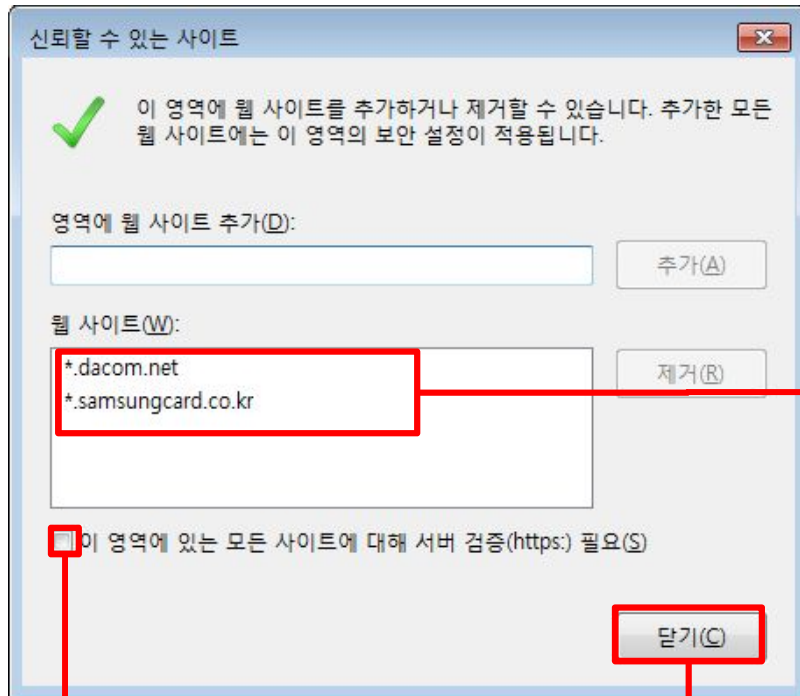 신뢰할 수 있는 사이트
이 영역에 웹 사이트를 추가하거나 제거할 수 있습니다. 추가한 모든
웹 사이트에는 이 영역의 보안 설정이 적용됩니다.
영역에 웹 사이트 추가(D):
추가(A)
웹 사이트(W):
*.dacom.net
제거(R)
*.samsungcard.co.kr
이 영역에 있는 모든 사이트에 대해 서버 검증(https:) 필요(S)
닫기(C)